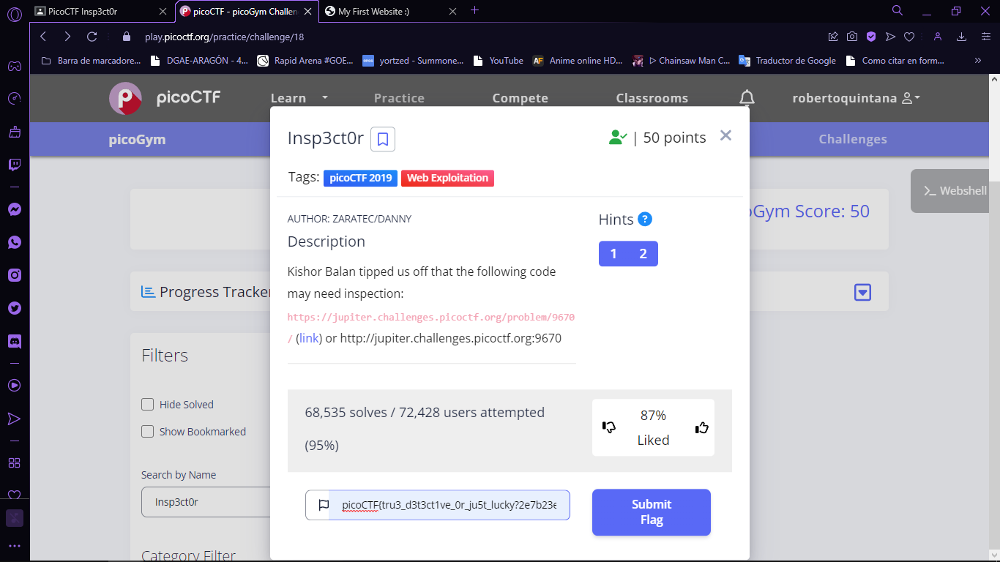 PicoCTF Insp3ct0r
picoCTF - picoGym Challen
My First Website :)
play.picoctf.org/practice/challenge/18
Barra de marcadore...
DGAE-ARAGÓN - 4...
Rapid Arena #GOE...
yortzed - Summone...
YouTube
Anime online HD...
▷ Chainsaw Man C...
Traductor de Google
Como citar en form...
»
picoCTF
Learn
Practice
Compete
Classrooms
robertoquintana
picoGym
Challenges
Insp3ct0r
| 50 points
Tags: picoCTF 2019 Web Exploitation
>_ Webshell
oGym Score: 50
AUTHOR: ZARATEC/DANNY
Hints ?
Description
1 2
Kishor Balan tipped us off that the following code
may need inspection:
https://jupiter.challenges.picoctf.org/problem/9670
/ (link) or http://jupiter.challenges.picoctf.org:9670
Progress Tracker
Filters
Hide Solved
Show Bookmarked
Search by Name
Insp3ct0r
Category Filter
68,535 solves / 72,428 users attempted
(95%)
87%
Liked
picoCTF{tru3_d3t3ct1ve_0r_ju5t_lucky?2e7b23e
Submit
Flag